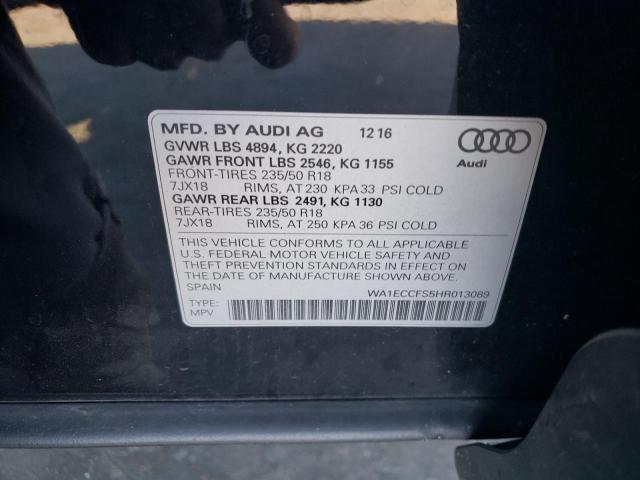 MFD. BY AUDI AG 12 16
GVWR LBS 4894, KG 2220
GAWR FRONT LBS 2546, KG 1155
FRONT-TIRES 235/50 R18
7JX18 RIMS, AT 230 KPA 33 PSI COLD
GAWR REAR LBS 2491, KG 1130
REAR-TIRES 235/50 R18
7JX18 RIMS, AT 250 KPA 36 PSI COLD
Audi
THIS VEHICLE CONFORMS TO ALL APPLICABLE
U.S. FEDERAL MOTOR VEHICLE SAFETY AND
THEFT PREVENTION STANDARDS IN EFFECT ON
THE DATE OF MANUFACTURE SHOWN ABOVE.
SPAIN WA1ECCFS5HR013089
TYPE:
MPV